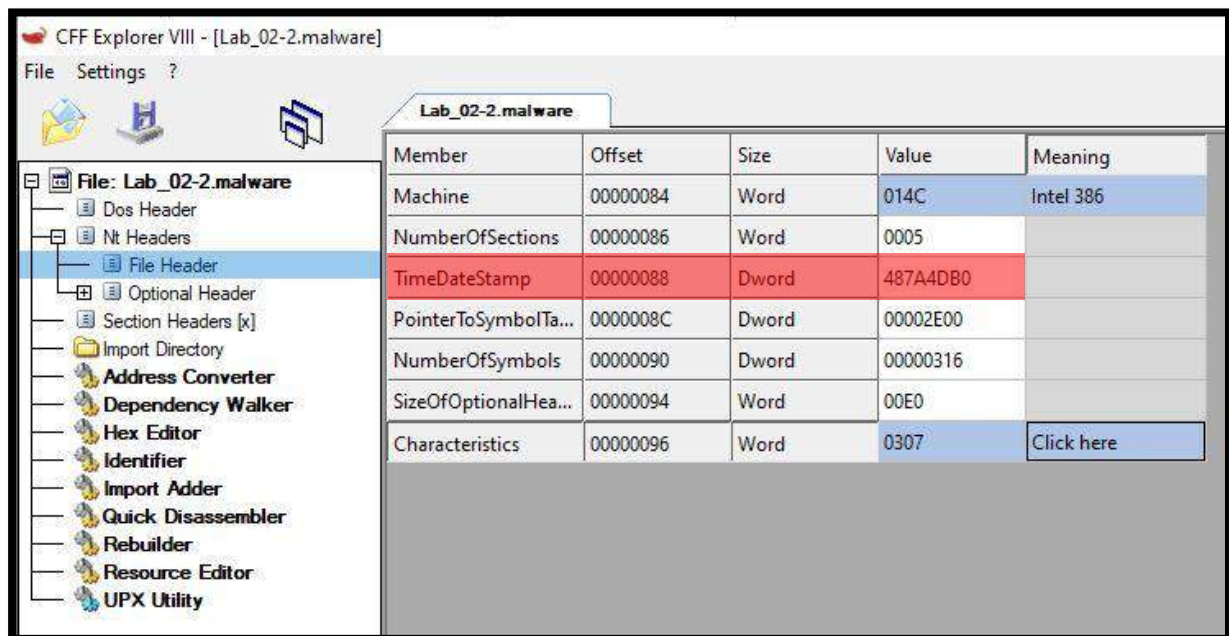 CFF Explorer VIII - [Lab_02-2.malware]
File Settings ?
Lab_02-2.malware
File: Lab_02-2.malware
Dos Header
Nt Headers
File Header
Optional Header
Section Headers [x]
Import Directory
Address Converter
Dependency Walker
Hex Editor
Identifier
Import Adder
Quick Disassembler
Rebuilder
Resource Editor
UPX Utility
Member Offset Size Value Meaning
Machine 00000084 Word 014C Intel 386
NumberOfSections 00000086 Word 0005
TimeDateStamp 00000088 Dword 487A4DB0
PointerToSymbolTa... 0000008C Dword 00002E00
NumberOfSymbols 00000090 Dword 00000316
SizeOfOptionalHea... 00000094 Word 00E0
Characteristics 00000096 Word 0307 Click here